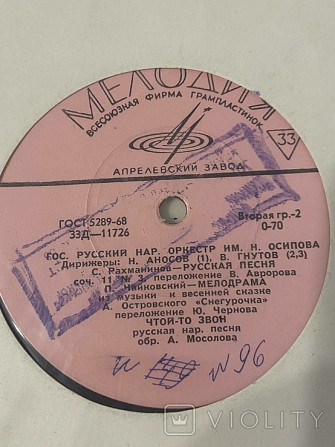 МЕЛОДИЯ
ВСЕСОЮЗНАЯ ФИРМА ГРАМПЛАСТИНОК
33
АПРЕЛЕВСКИЙ ЗАВОД
ГОСТ 5289-68
33Д—11726
Вторая гр.-2
0-70
ГОС. РУССКИЙ НАР. ОРКЕСТР ИМ. Н. ОСИПОВА
Дирижеры: Н. АНОСОВ (1), В. ГНУТОВ (2,3)
С. Рахманинов—РУССКАЯ ПЕСНЯ
соч. 11 № 3 переложение В. Авророва
П. Чайковский—МЕЛОДРАМА
из музыки к весенней сказке
А. Островского «Снегурочка»
переложение Ю. Чернова
ЧТОЙ-ТО ЗВОН
русская нар. песня
обр. А. Мосолова
N 96
VIOLITY